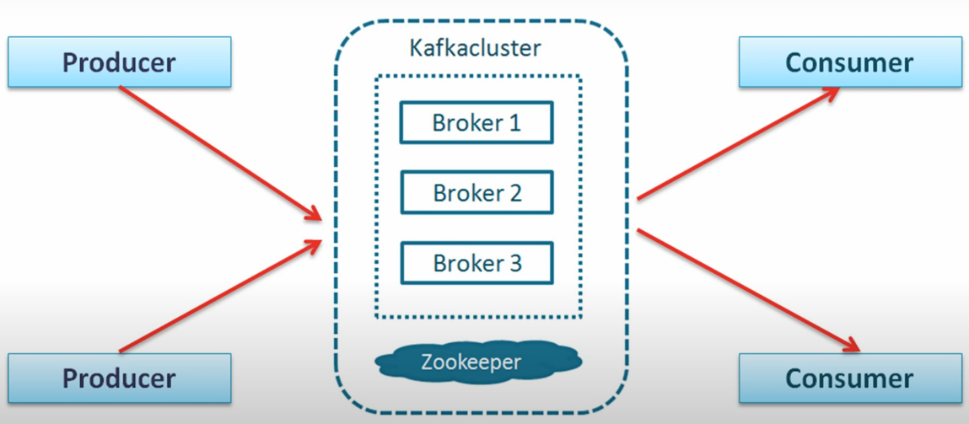 Producer
Kafkacluster
Consumer
Broker 1
Broker 2
Broker 3
Zookeeper
Producer
Consumer